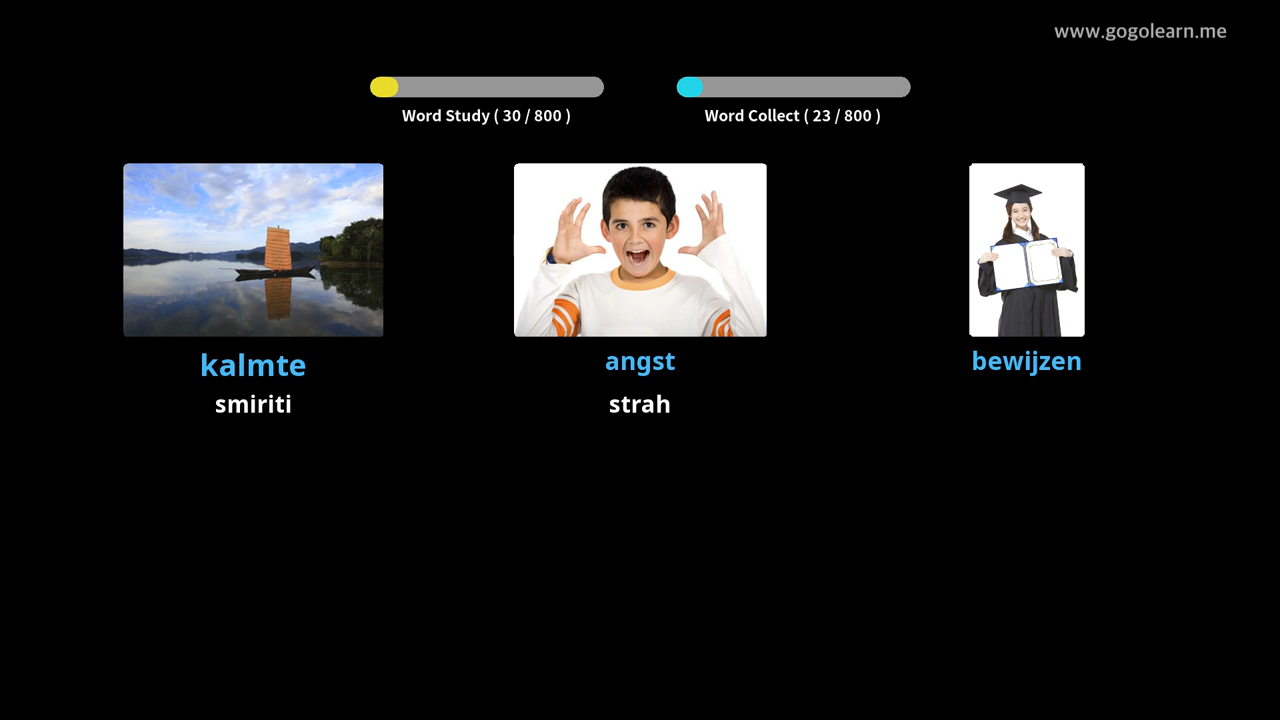 www.gogolearn.me
Word Study ( 30 / 800 )
Word Collect ( 23 / 800 )
kalmte
smiriti
angst
strah
bewijzen